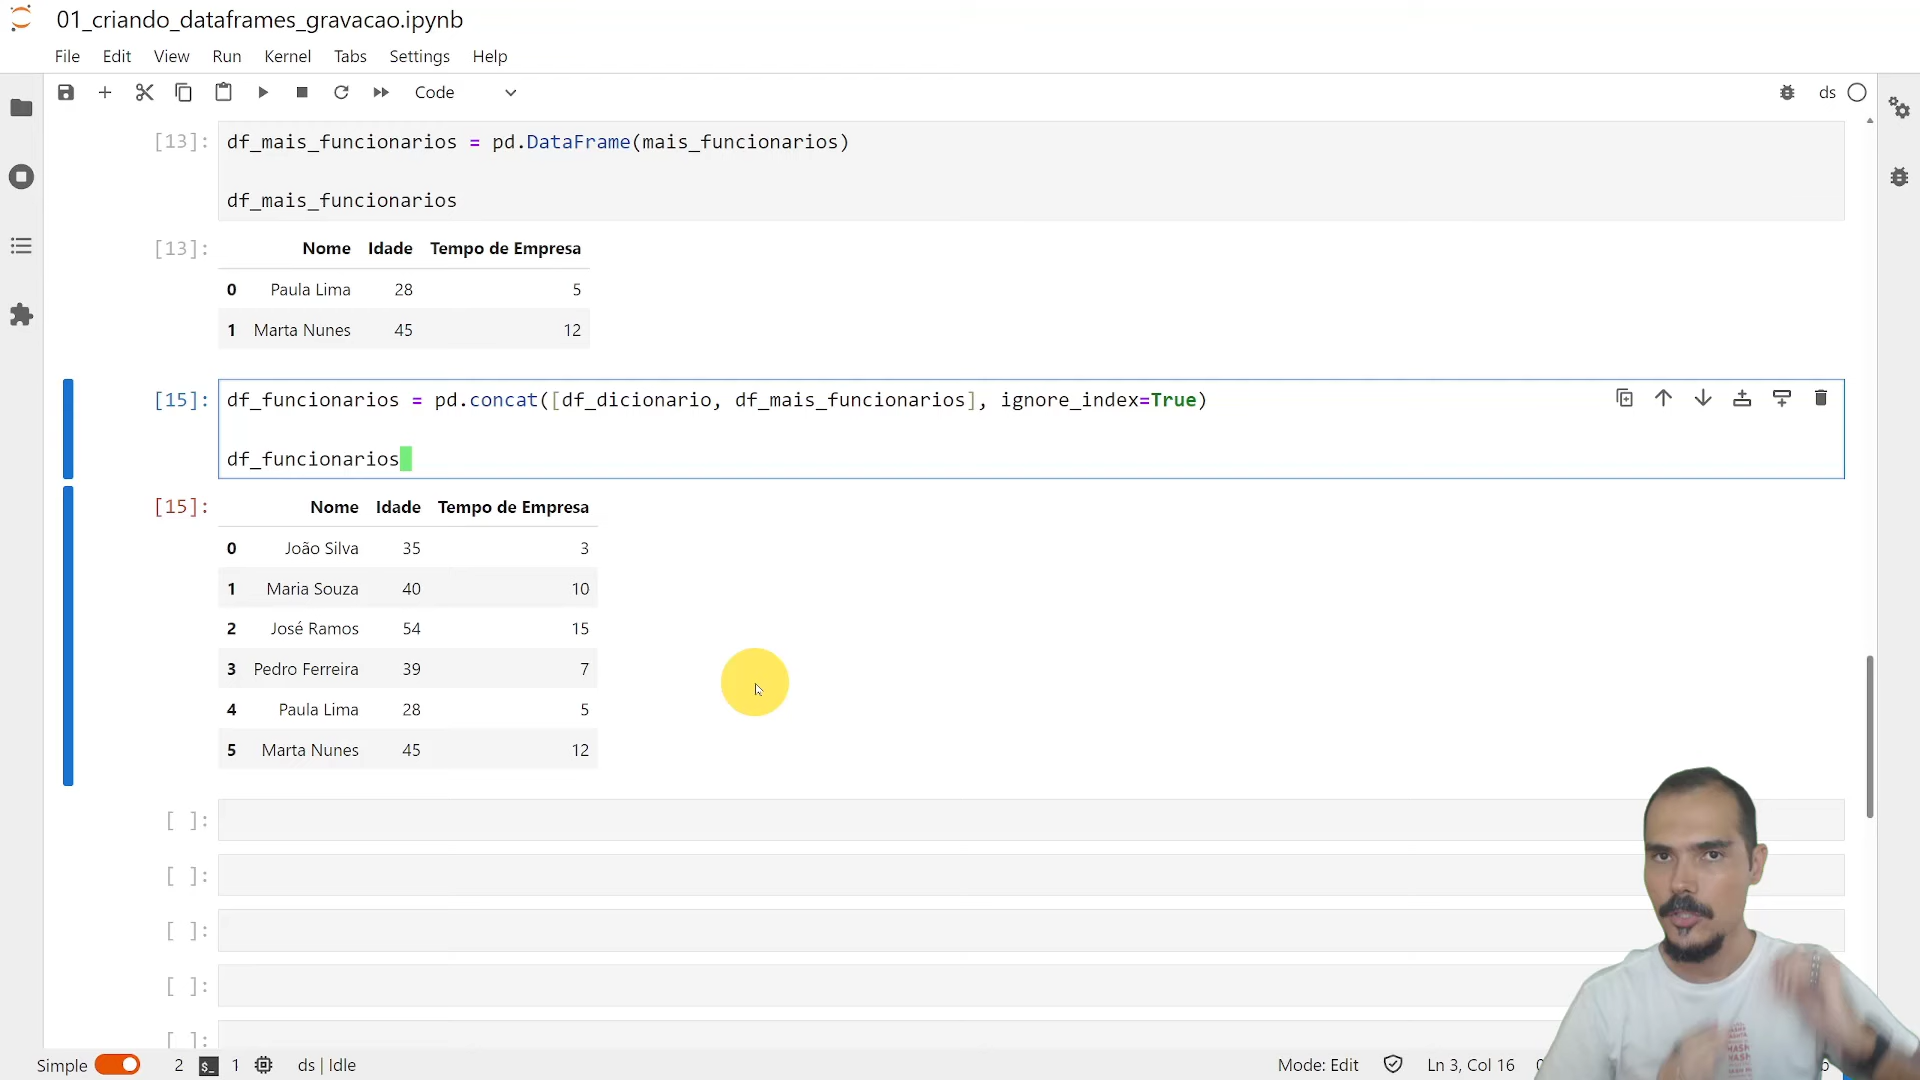 01_criando_dataframes_gravacao.ipynb
File Edit View Run Kernel Tabs Settings Help
Code
ds
[13]: df_mais_funcionarios = pd.DataFrame(mais_funcionarios)
df_mais_funcionarios
[13]: Nome Idade Tempo de Empresa
0 Paula Lima 28 5
1 Marta Nunes 45 12
[15]: df_funcionarios = pd.concat([df_dicionario, df_mais_funcionarios], ignore_index=True)
df_funcionarios
[15]: Nome Idade Tempo de Empresa
0 João Silva 35 3
1 Maria Souza 40 10
2 José Ramos 54 15
3 Pedro Ferreira 39 7
4 Paula Lima 28 5
5 Marta Nunes 45 12
[ ]:
[ ]:
[ ]:
[ ]:
[ ]:
Simple 2 1 ds | Idle Mode: Edit Ln 3, Col 16